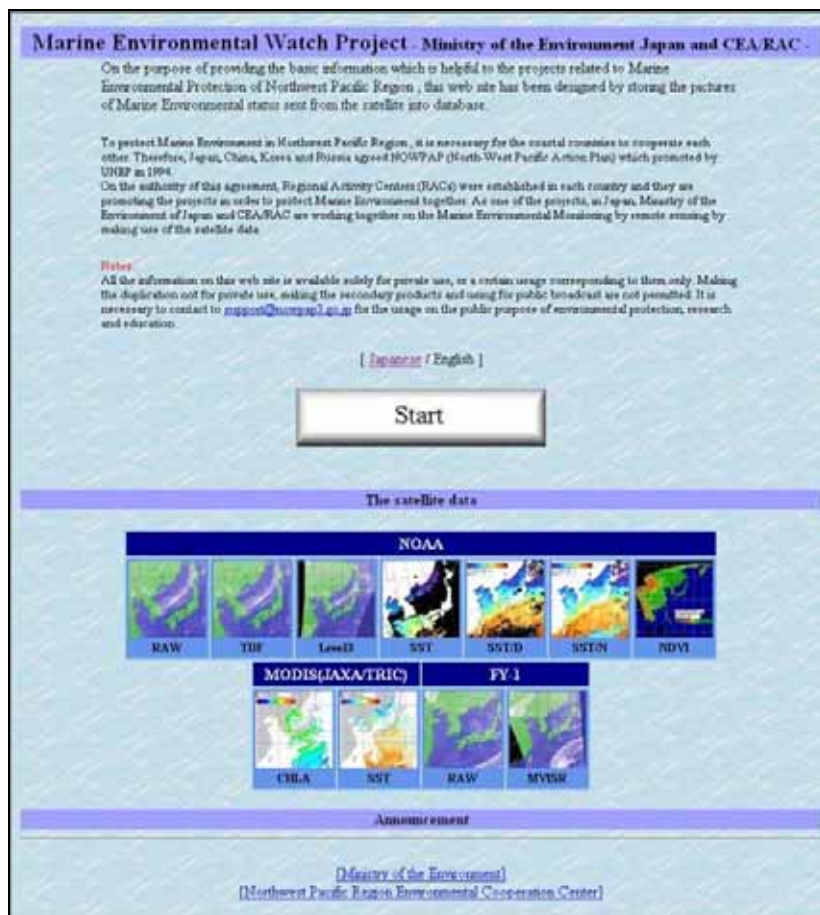 Marine Environmental Watch Project - Ministry of the Environment Japan and CEA/RAC -
On the purpose of providing the basic information which is helpful to the projects related to Marine
Environmental Protection of Northwest Pacific Region , this web site has been designed by storing the pictures
of Marine Environmental status sent from the satellite into database.
To protect Marine Environment in Northwest Pacific Region , it is necessary for the coastal countries to cooperate each
other. Therefore, Japan, China, Korea and Russia agreed NOWPAP (North-West Pacific Action Plan) which promoted by
UNEP in 1994.
On the authority of this agreement, Regional Activity Centers (RACs) were established in each country and they are
promoting the projects in order to protect Marine Environment together. As one of the projects, in Japan, Ministry of the
Environment of Japan and CEA/RAC are working together on the Marine Environmental Monitoring by remote sensing by
making use of the satellite data.
Notes:
All the information on this web site is available solely for private use, or a certain usage corresponding to them only. Making
the duplication not for private use, making the secondary products and using for public broadcast are not permitted. It is
necessary to contact to support@nowpap3.go.jp for the usage on the public purpose of environmental protection, research
and education.
[ Japanese / English ]
Start
The satellite data
NOAA
RAW TDF Level3 SST SST/D SST/N NDVI
MODIS(JAXA/TRIC) FY-1
CHLA SST RAW MVISR
Announcement
[Ministry of the Environment]
[Northwest Pacific Region Environmental Cooperation Center]